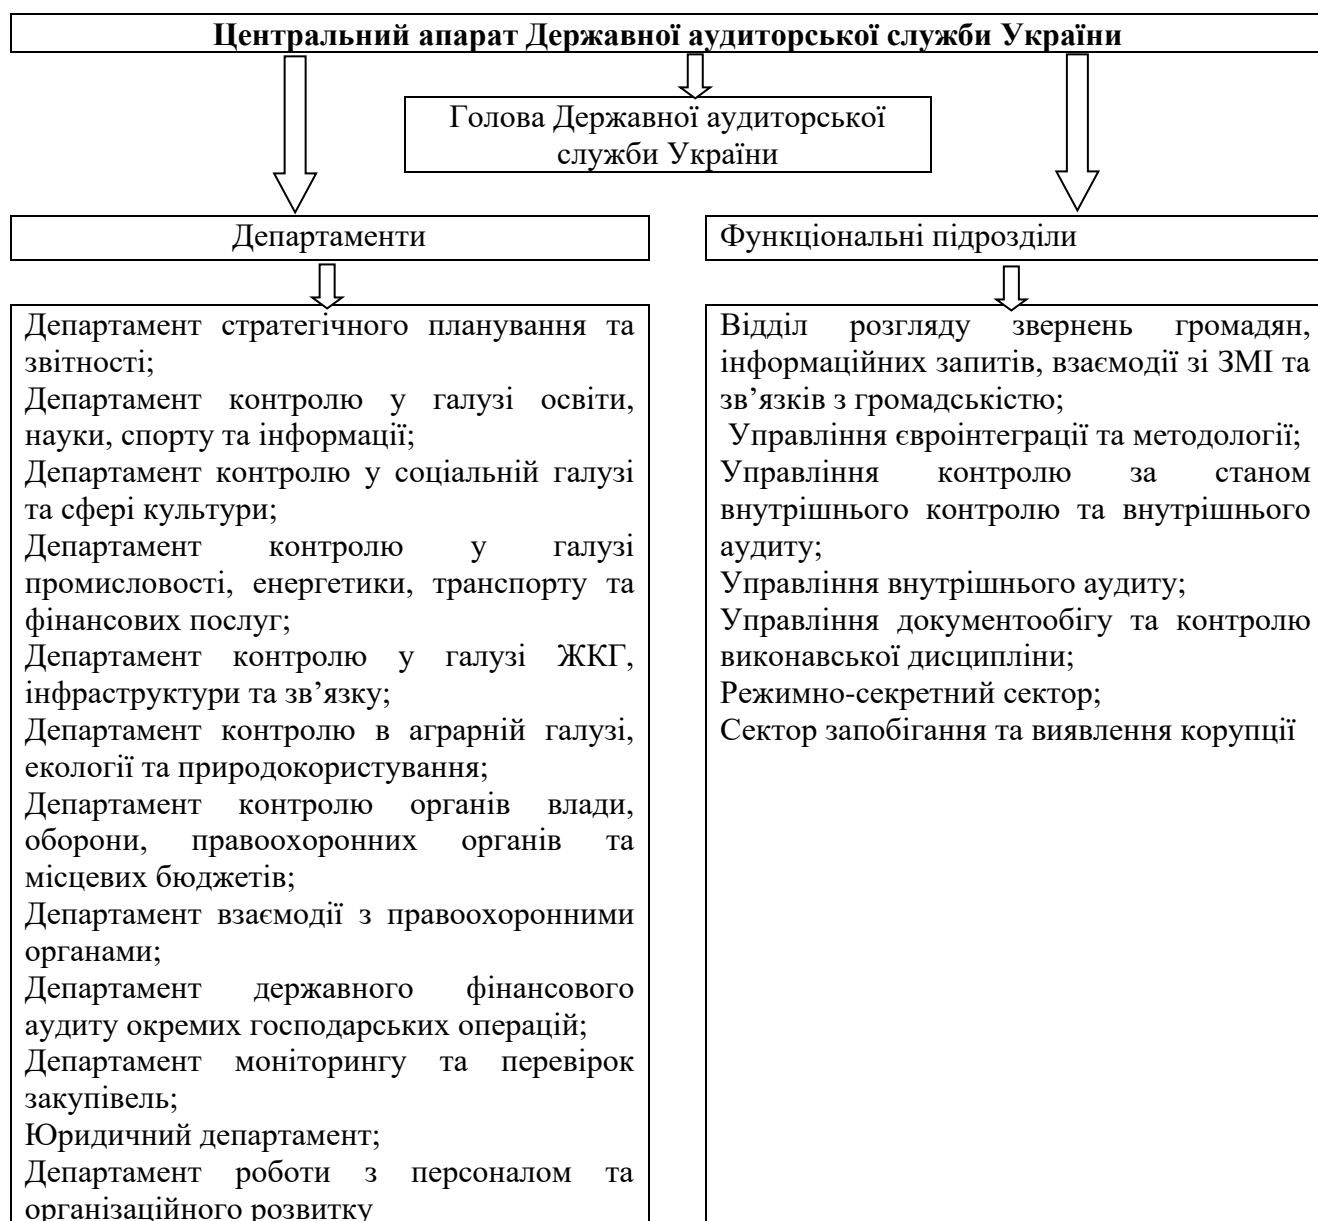 Центральний апарат Державної аудиторської служби України
Голова Державної аудиторської
служби України
Департаменти
Функціональні підрозділи
Департамент стратегічного планування та
звітності;
Департамент контролю у галузі освіти,
науки, спорту та інформації;
Департамент контролю у соціальній галузі
та сфері культури;
Департамент контролю у галузі
промисловості, енергетики, транспорту та
фінансових послуг;
Департамент контролю у галузі ЖКГ,
інфраструктури та зв’язку;
Департамент контролю в аграрній галузі,
екології та природокористування;
Департамент контролю органів влади,
оборони, правоохоронних органів та
місцевих бюджетів;
Департамент взаємодії з правоохоронними
органами;
Департамент державного фінансового
аудиту окремих господарських операцій;
Департамент моніторингу та перевірок
закупівель;
Юридичний департамент;
Департамент роботи з персоналом та
організаційного розвитку
Відділ розгляду звернень громадян,
інформаційних запитів, взаємодії зі ЗМІ та
зв’язків з громадськістю;
Управління євроінтеграції та методології;
Управління контролю за станом
внутрішнього контролю та внутрішнього
аудиту;
Управління внутрішнього аудиту;
Управління документообігу та контролю
виконавської дисципліни;
Режимно-секретний сектор;
Сектор запобігання та виявлення корупції